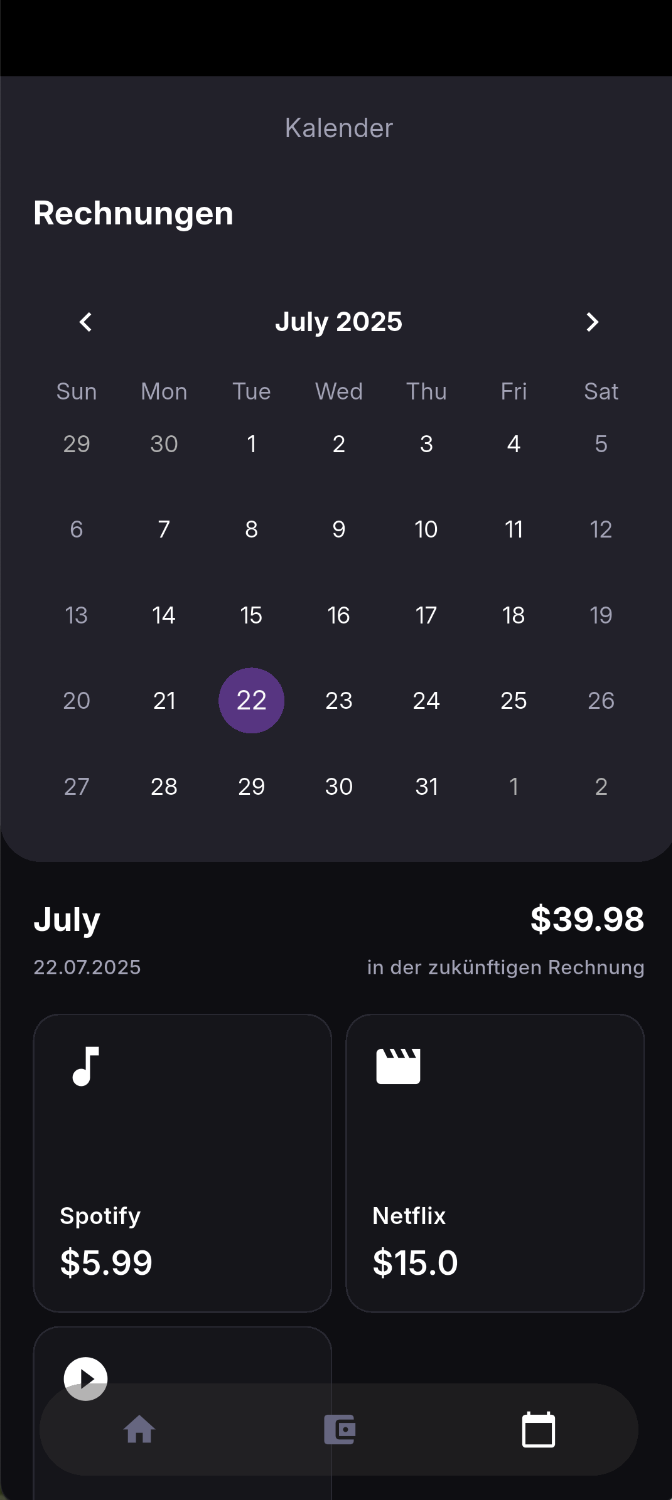 Kalender
Rechnungen
July 2025
Sun Mon Tue Wed Thu Fri Sat
29 30 1 2 3 4 5
6 7 8 9 10 11 12
13 14 15 16 17 18 19
20 21 22 23 24 25 26
27 28 29 30 31 1 2
July $39.98
22.07.2025 in der zukünftigen Rechnung
Spotify Netflix
$5.99 $15.0